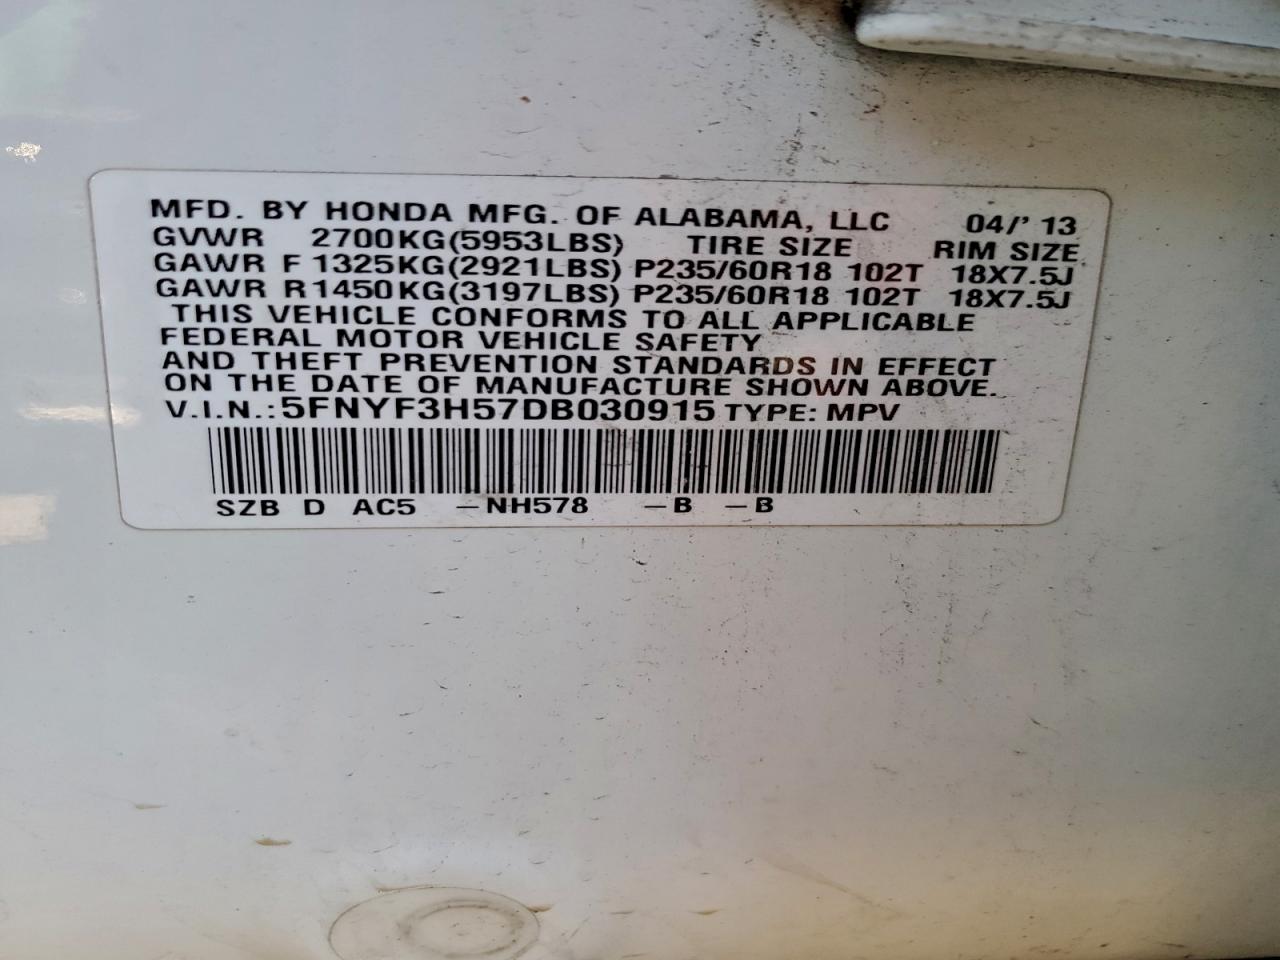 MFD. BY HONDA MFG. OF ALABAMA, LLC 04/' 13
GVWR 2700KG(5953LBS) TIRE SIZE RIM SIZE
GAWR F 1325KG(2921LBS) P235/60R18 102T 18X7.5J
GAWR R1450KG(3197LBS) P235/60R18 102T 18X7.5J
THIS VEHICLE CONFORMS TO ALL APPLICABLE
FEDERAL MOTOR VEHICLE SAFETY
AND THEFT PREVENTION STANDARDS IN EFFECT
ON THE DATE OF MANUFACTURE SHOWN ABOVE.
V.I.N.: 5FNYF3H57DB030915 TYPE: MPV
SZB D AC5 –NH578 –B –B